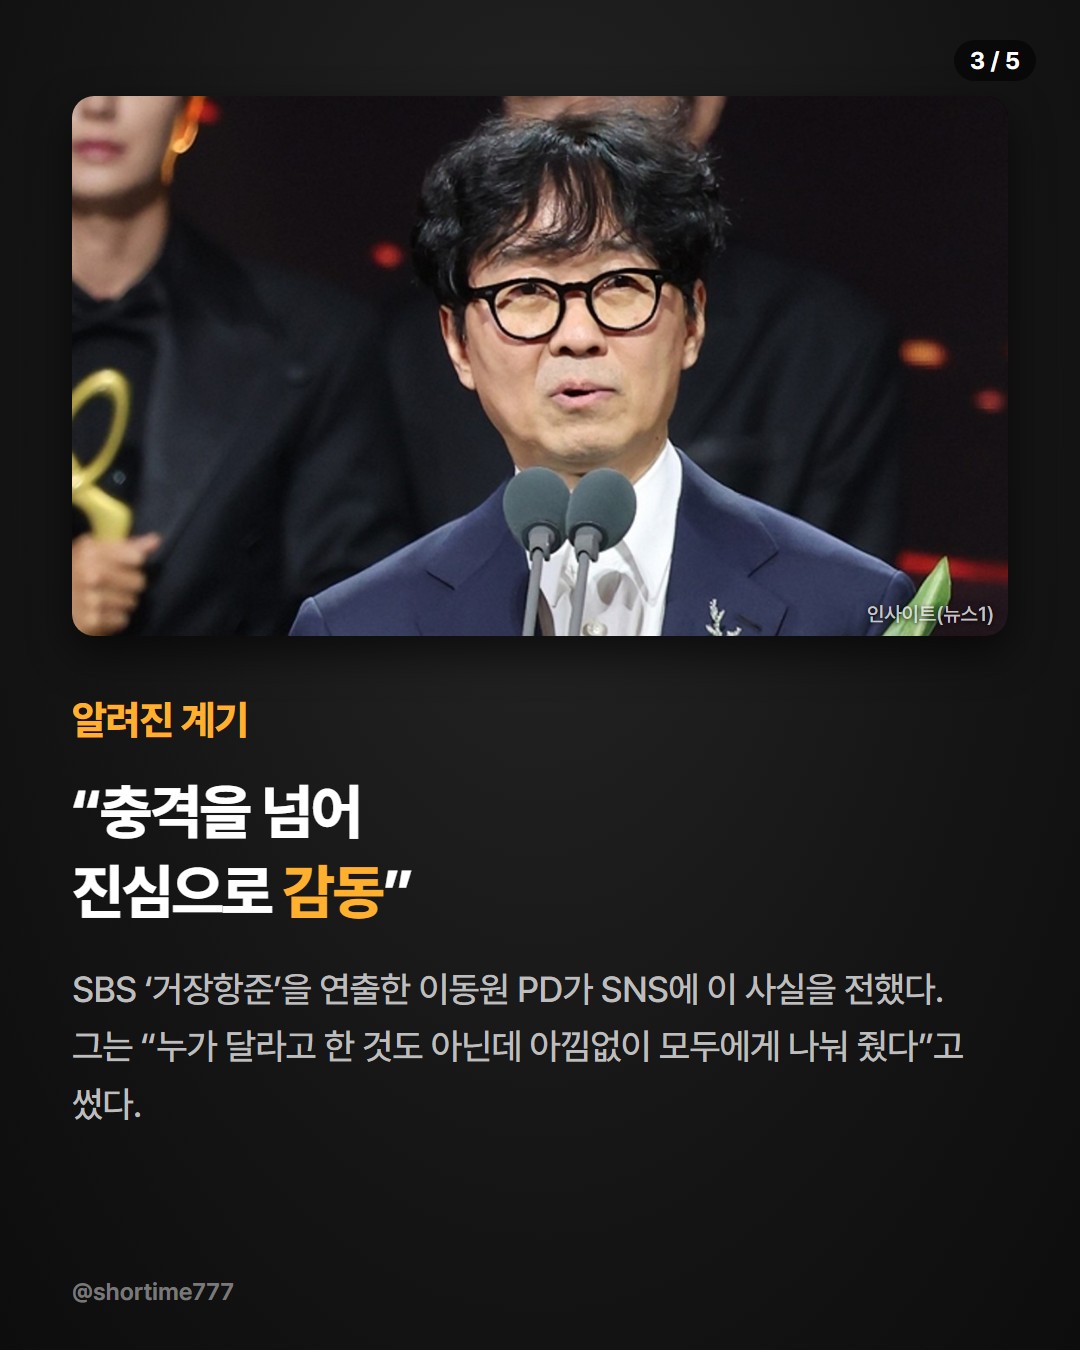 3 / 5
인사이트(뉴스1)
알려진 계기
“충격을 넘어
진심으로 감동”
SBS ‘거장항준’을 연출한 이동원 PD가 SNS에 이 사실을 전했다.
그는 “누가 달라고 한 것도 아닌데 아낌없이 모두에게 나눠 줬다”고
썼다.
@shortime777